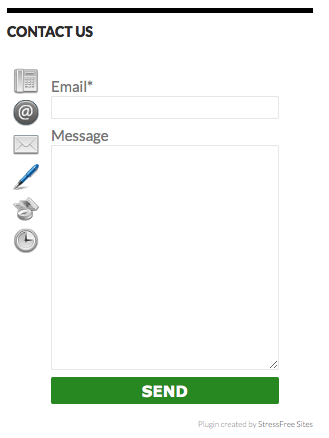 CONTACT US
@
Email*
Message
SEND
Plugin created by StressFree Sites